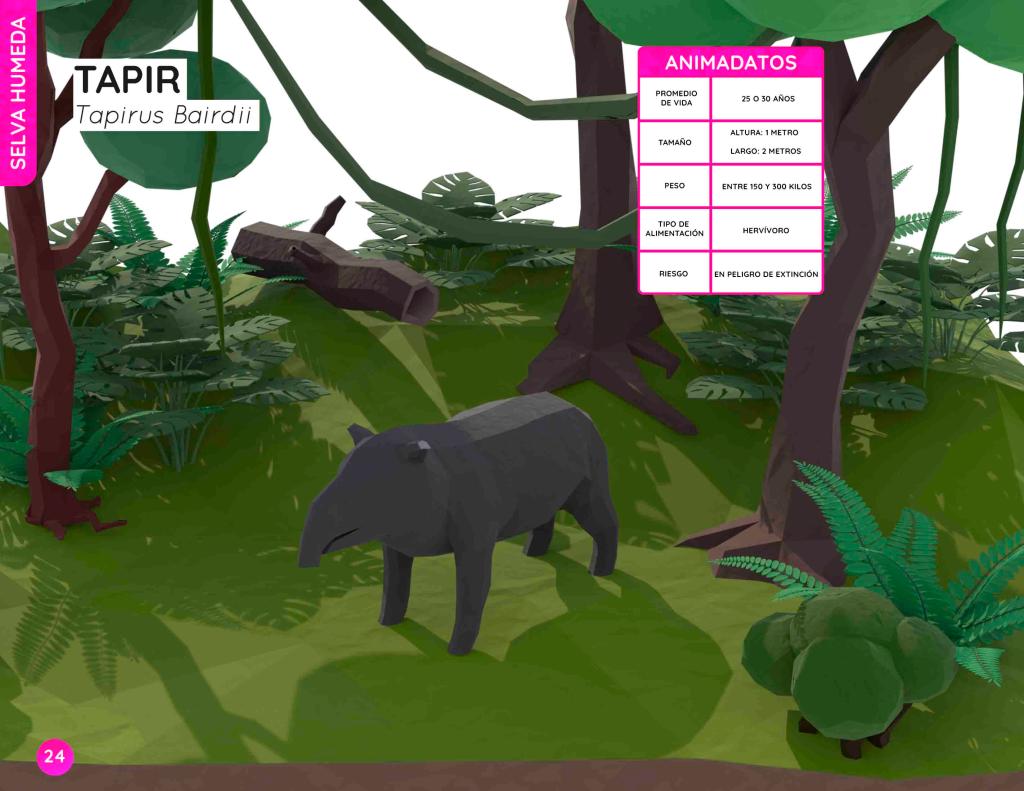 SELVA HUMEDA
TAPIR
Tapirus Bairdii
ANIMADATOS
PROMEDIO
DE VIDA
25 O 30 AÑOS
TAMAÑO
ALTURA: 1 METRO
LARGO: 2 METROS
PESO
ENTRE 150 Y 300 KILOS
TIPO DE
ALIMENTACIÓN
HERVÍVORO
RIESGO
EN PELIGRO DE EXTINCIÓN
24